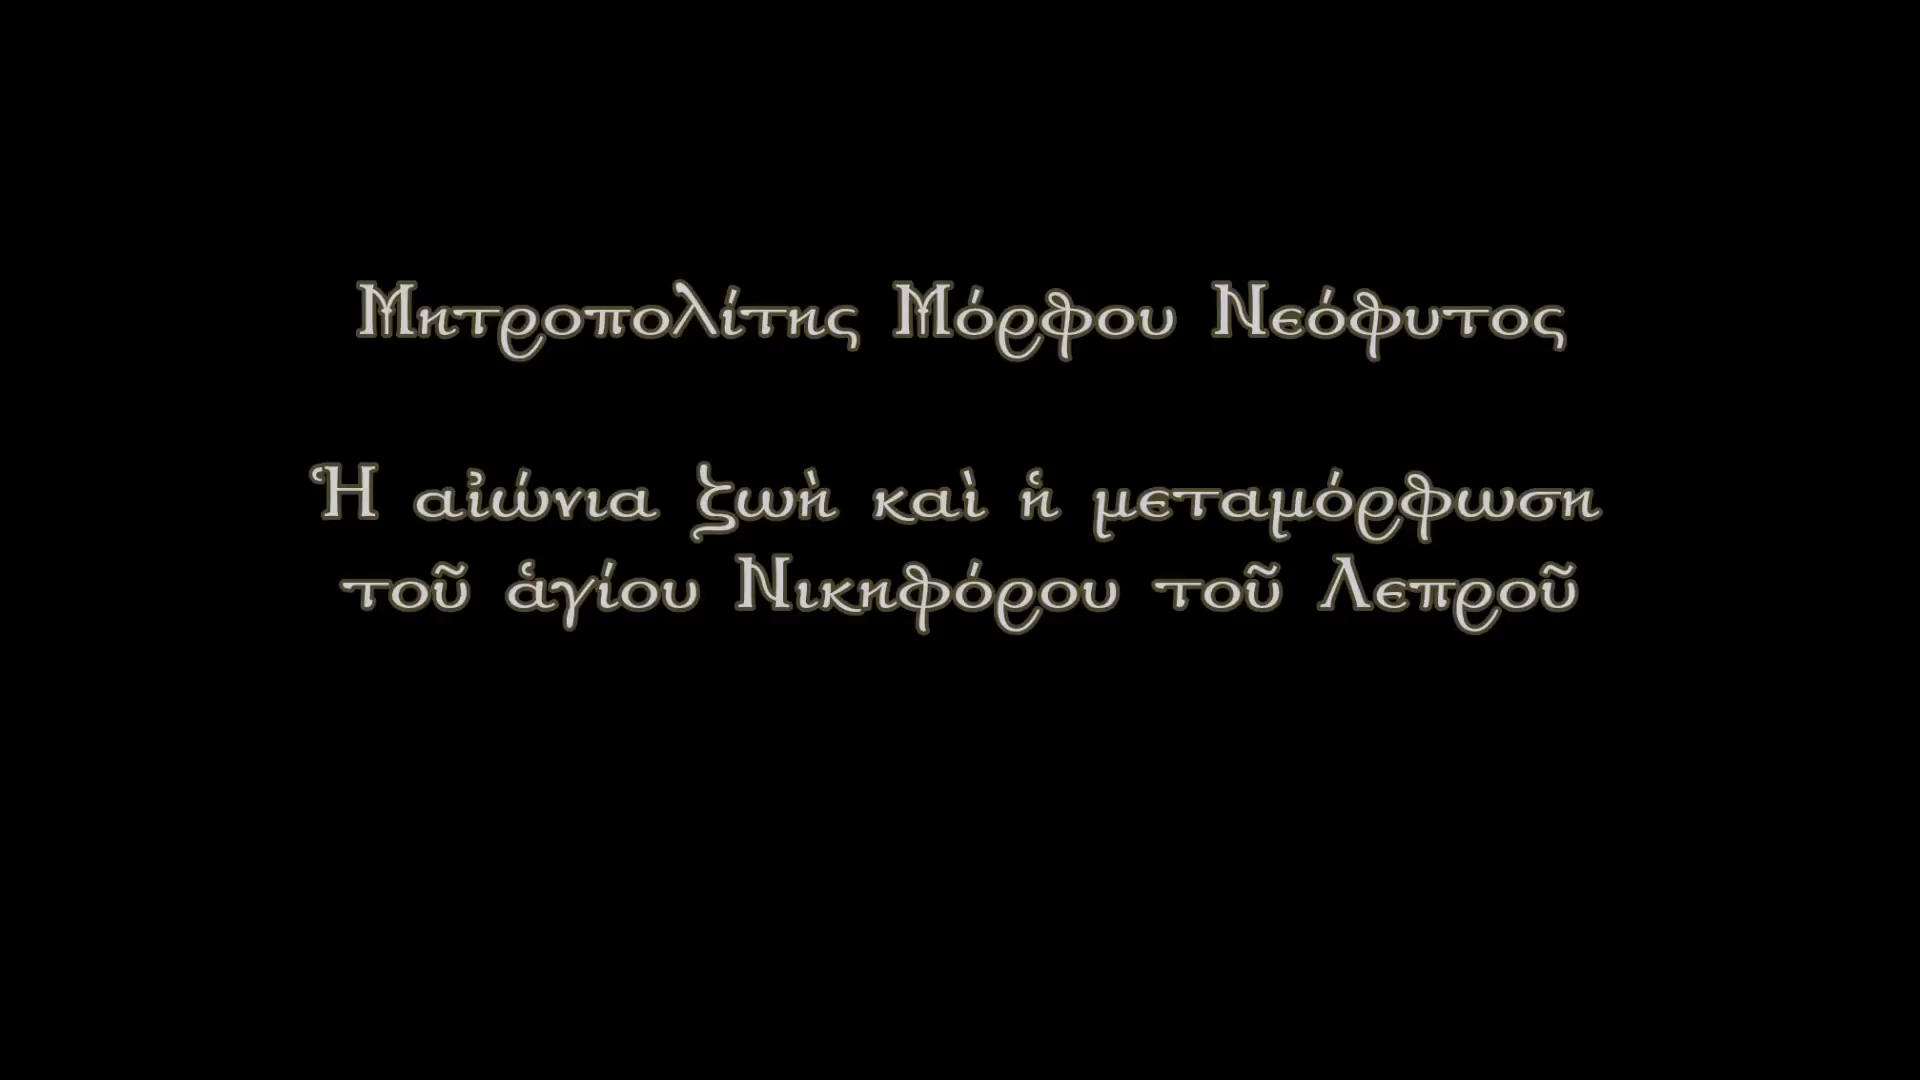 Μητροπολίτης Μόρφου Νεόφυτος
Ἡ αἰώνια ζωὴ καὶ ἡ μεταμόρφωση
τοῦ ἁγίου Νικηφόρου τοῦ Λεπροῦ